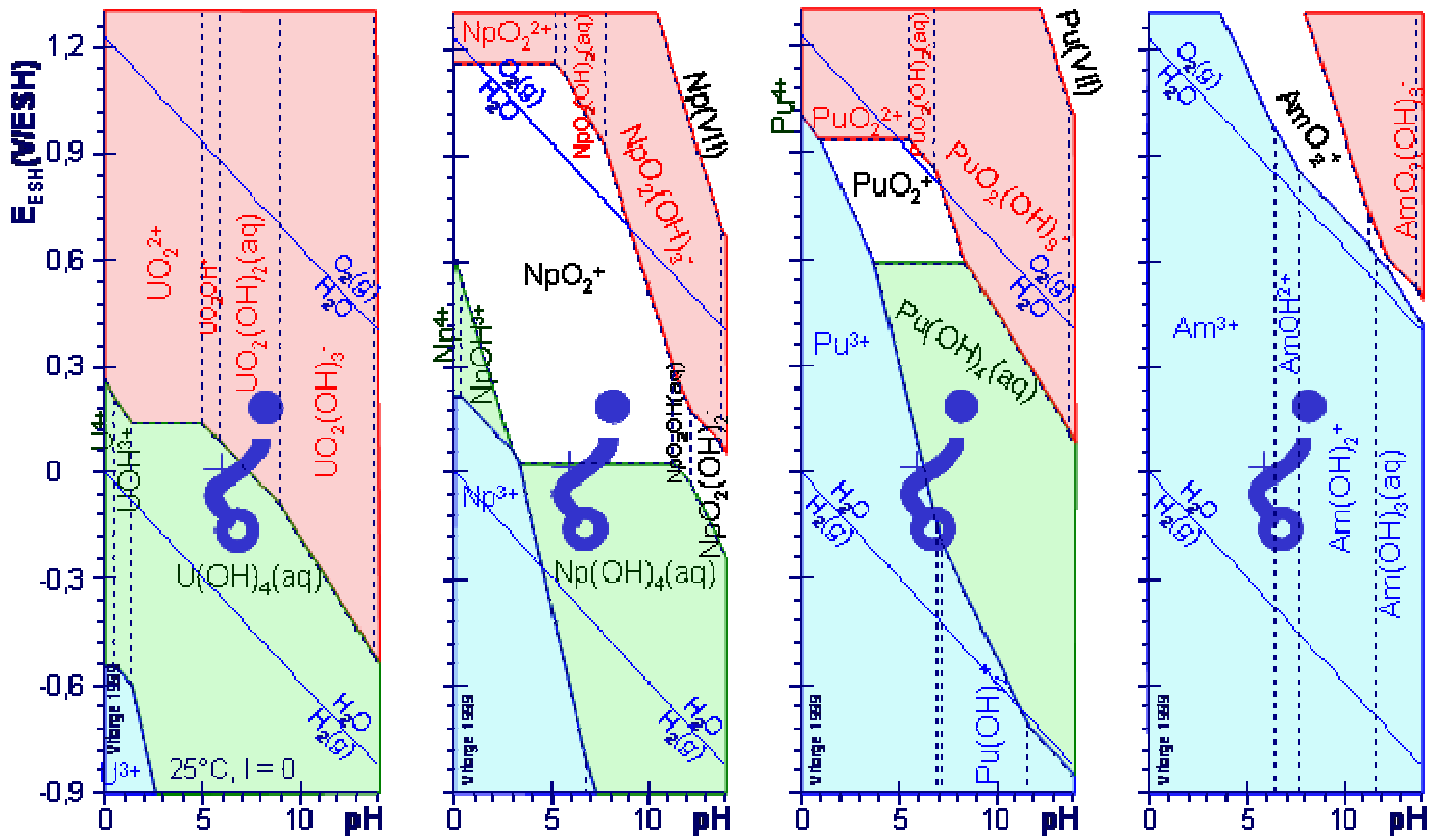 E ESH (V/ESH)
1,2
0.9
0.6
0.3
0
-0.3
-0.6
-0,9
UO₂²⁺
UO₂OH⁺
UO₂(OH)₂(aq)
UO₂(OH)₃⁻
O₂(g)
H₂O
U⁴⁺
UOH³⁺
U(OH)₄(aq)
H₂O
H₂(g)
Vitorge 1999
U³⁺
25°C, I = 0
0 5 10 pH
NpO₂²⁺
NpO₂(OH)₂(aq)
NpO₂(OH)₃⁻
Np(VII)
O₂(g)
H₂O
NpO₂⁺
Np⁴⁺
NpOH³⁺
NpO₂OH(aq)
NpO₂(OH)₂⁻
Np³⁺
Np(OH)₄(aq)
H₂O
H₂(g)
Vitorge 1999
0 5 10 pH
Pu⁴⁺
PuO₂²⁺
PuO₂(OH)₂(aq)
PuO₂(OH)₃⁻
Pu(VII)
PuO₂⁺
O₂(g)
H₂O
Pu³⁺
Pu(OH)₄(aq)
H₂O
H₂(g)
Pu(OH)₂⁺
Vitorge 1999
0 5 10 pH
O₂(g)
H₂O
AmO₂⁺
AmO₂(OH)₃⁻
Am³⁺
AmOH²⁺
Am(OH)₂⁺
Am(OH)₃(aq)
H₂O
H₂(g)
Vitorge 1999
0 5 10 pH